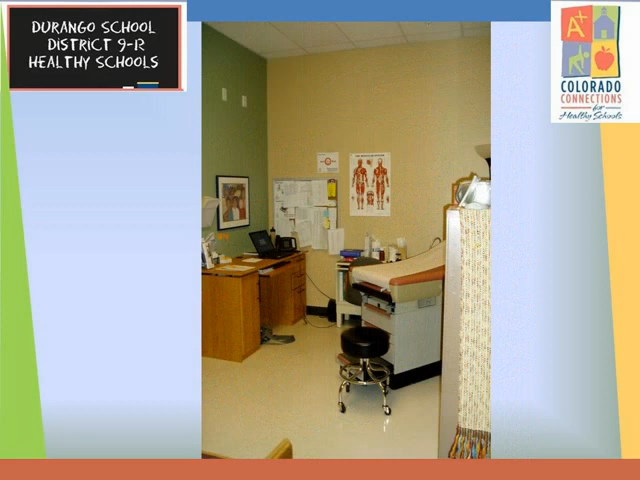 DURANGO SCHOOL
DISTRICT 9-R
HEALTHY SCHOOLS
A+
COLORADO
CONNECTIONS
for
Healthy Schools